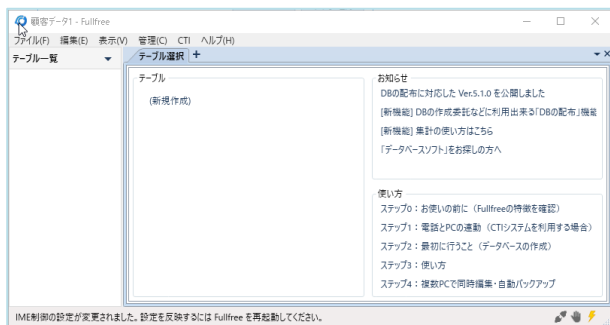 顧客データ1 - Fullfree
ファイル(F) 編集(E) 表示(V) 管理(C) CTI ヘルプ(H)
テーブル一覧
テーブル選択
テーブル
(新規作成)
お知らせ
DBの配布に対応した Ver.5.1.0 を公開しました
[新機能] DBの作成委託などに利用出来る「DBの配布」機能
[新機能] 集計の使い方はこちら
「データベースソフト」をお探しの方へ
使い方
ステップ0：お使いの前に（Fullfreeの特徴を確認）
ステップ1：電話とPCの連動（CTIシステムを利用する場合）
ステップ2：最初に行うこと（データベースの作成）
ステップ3：使い方
ステップ4：複数PCで同時編集・自動バックアップ
IME制御の設定が変更されました。設定を反映するには Fullfree を再起動してください。